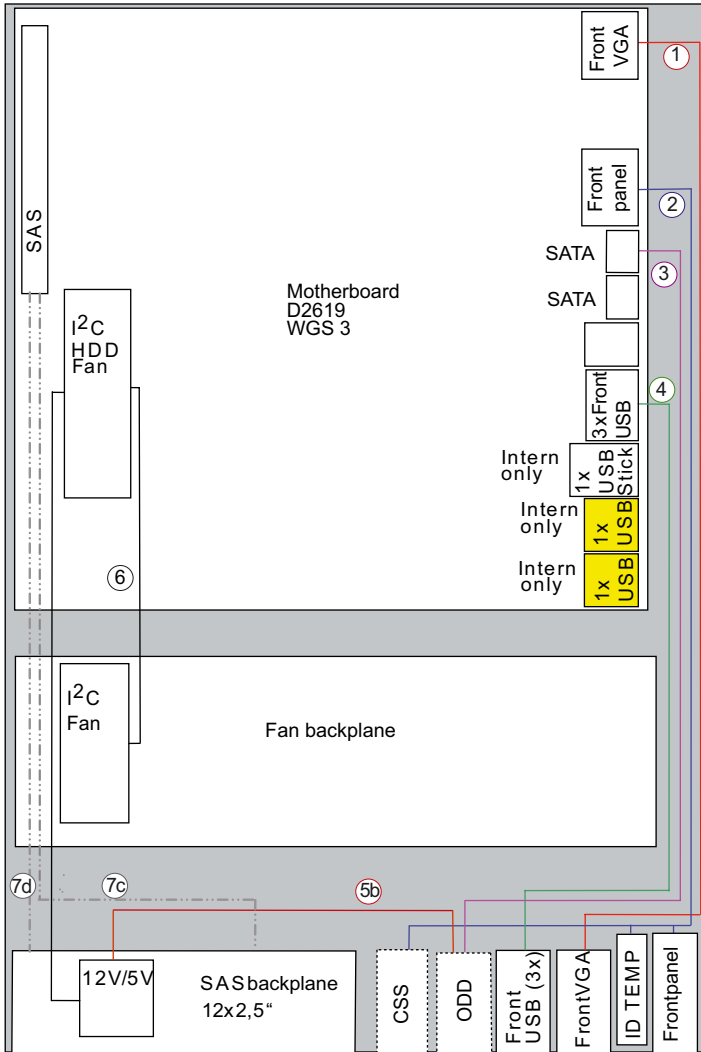 Front
VGA
1
SAS
Front
panel
2
SATA
3
SATA
Motherboard
D2619
WGS 3
I2C
HDD
Fan
3xFront
USB
4
Intern
only
1x
USB
Stick
Intern
only
1x
USB
Intern
only
1x
USB
6
I2C
Fan
Fan backplane
7d
7c
5b
12V/5V
SAS backplane
12x2,5“
CSS
ODD
Front
USB (3x)
FrontVGA
ID TEMP
Frontpanel